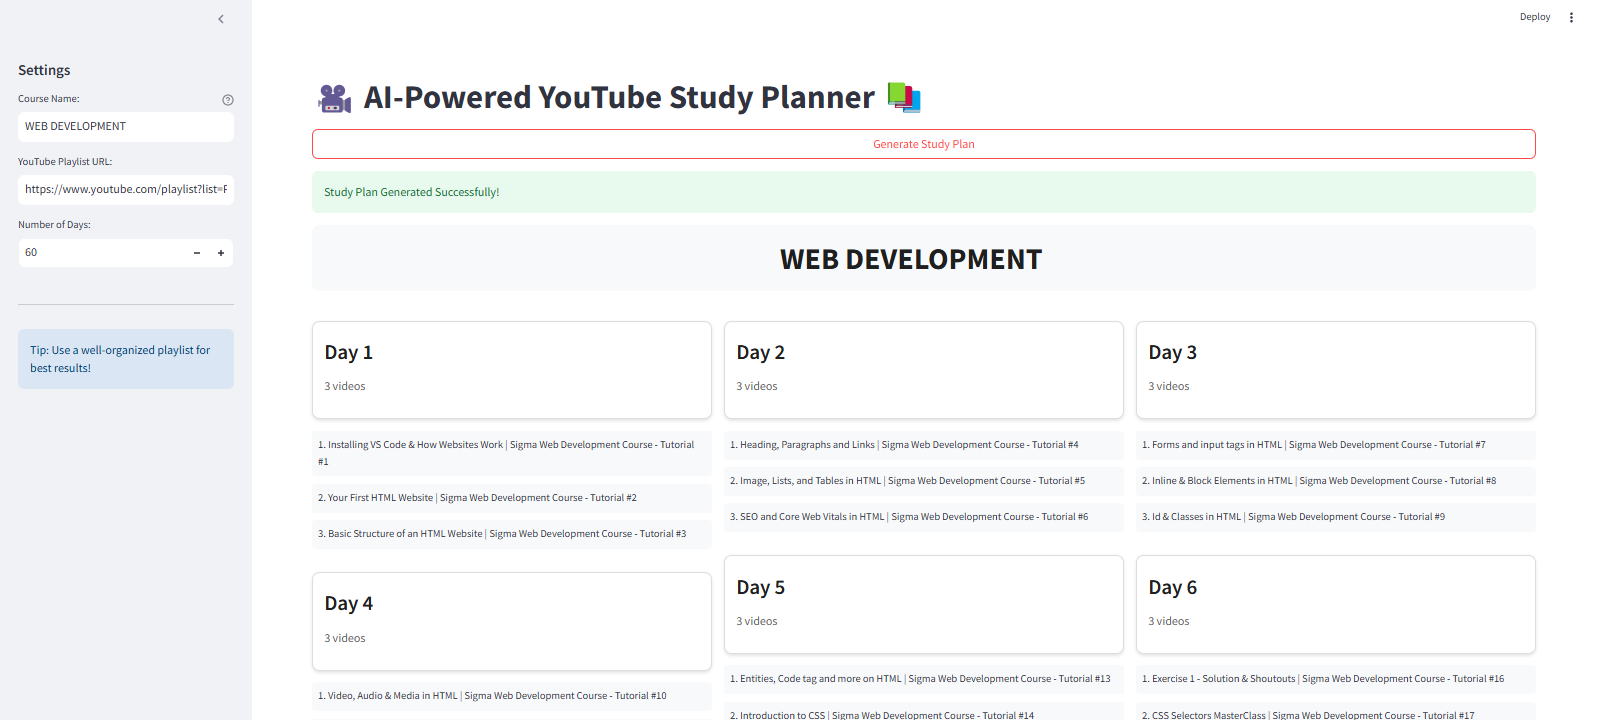 Deploy
Settings
Course Name:
WEB DEVELOPMENT
YouTube Playlist URL:
https://www.youtube.com/playlist?list=F
Number of Days:
60
Tip: Use a well-organized playlist for
best results!
AI-Powered YouTube Study Planner
Generate Study Plan
Study Plan Generated Successfully!
WEB DEVELOPMENT
Day 1
3 videos
1. Installing VS Code & How Websites Work | Sigma Web Development Course - Tutorial
#1
2. Your First HTML Website | Sigma Web Development Course - Tutorial #2
3. Basic Structure of an HTML Website | Sigma Web Development Course - Tutorial #3
Day 2
3 videos
1. Heading, Paragraphs and Links | Sigma Web Development Course - Tutorial #4
2. Image, Lists, and Tables in HTML | Sigma Web Development Course - Tutorial #5
3. SEO and Core Web Vitals in HTML | Sigma Web Development Course - Tutorial #6
Day 3
3 videos
1. Forms and input tags in HTML | Sigma Web Development Course - Tutorial #7
2. Inline & Block Elements in HTML | Sigma Web Development Course - Tutorial #8
3. Id & Classes in HTML | Sigma Web Development Course - Tutorial #9
Day 4
3 videos
1. Video, Audio & Media in HTML | Sigma Web Development Course - Tutorial #10
Day 5
3 videos
1. Entities, Code tag and more on HTML | Sigma Web Development Course - Tutorial #13
2. Introduction to CSS | Sigma Web Development Course - Tutorial #14
Day 6
3 videos
1. Exercise 1 - Solution & Shoutouts | Sigma Web Development Course - Tutorial #16
2. CSS Selectors MasterClass | Sigma Web Development Course - Tutorial #17